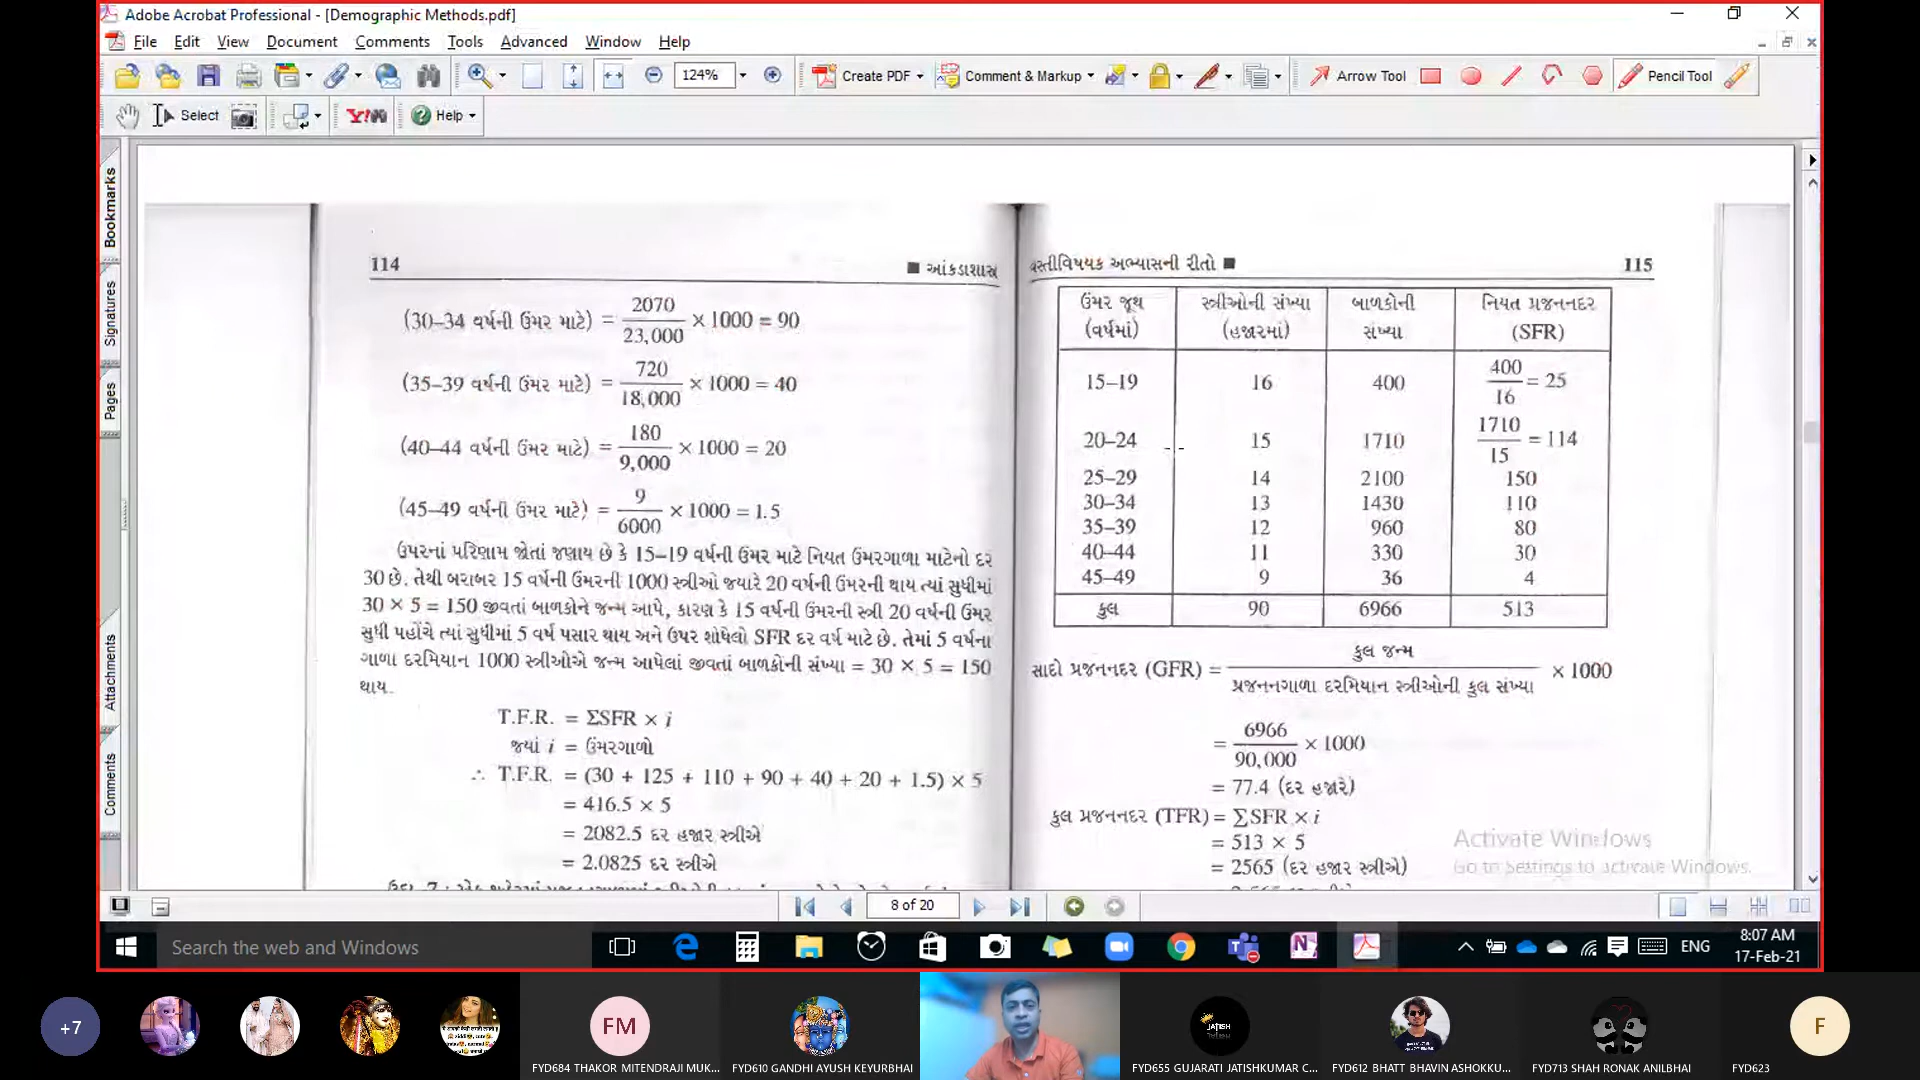 Adobe Acrobat Professional - [Demographic Methods.pdf]
File Edit View Document Comments Tools Advanced Window Help
124% Create PDF Comment & Markup Arrow Tool Pencil Tool
Select Y! Help
Bookmarks
Signatures
Pages
Attachments
Comments
114 ■ આંકડાશાસ્ત્ર
(30–34 વર્ષની ઉંમર માટે) = 2070/23,000 × 1000 = 90
(35–39 વર્ષની ઉંમર માટે) = 720/18,000 × 1000 = 40
(40–44 વર્ષની ઉંમર માટે) = 180/9,000 × 1000 = 20
(45–49 વર્ષની ઉંમર માટે) = 9/6000 × 1000 = 1.5
ઉપરનાં પરિણામ જોતાં જણાય છે કે 15–19 વર્ષની ઉંમર માટે નિયત ઉંમરગાળા માટેનો દર
30 છે. તેથી બરાબર 15 વર્ષની ઉંમરની 1000 સ્ત્રીઓ જ્યારે 20 વર્ષની ઉંમરની થાય ત્યાં સુધીમાં
30 × 5 = 150 જીવતાં બાળકોને જન્મ આપે, કારણ કે 15 વર્ષની ઉંમરની સ્ત્રી 20 વર્ષની ઉંમર
સુધી પહોંચે ત્યાં સુધીમાં 5 વર્ષ પસાર થાય અને ઉપર શોધેલો SFR દર વર્ષ માટે છે. તેમાં 5 વર્ષના
ગાળા દરમિયાન 1000 સ્ત્રીઓએ જન્મ આપેલાં જીવતાં બાળકોની સંખ્યા = 30 × 5 = 150
થાય.
T.F.R. = ΣSFR × i
જ્યાં i = ઉંમરગાળો
∴ T.F.R. = (30 + 125 + 110 + 90 + 40 + 20 + 1.5) × 5
= 416.5 × 5
= 2082.5 દર હજાર સ્ત્રીએ
= 2.0825 દર સ્ત્રીએ
વસ્તીવિષયક અભ્યાસની રીતો ■ 115
ઉંમર જૂથ સ્ત્રીઓની સંખ્યા બાળકોની નિયત પ્રજનનદર
(વર્ષમાં) (હજારમાં) સંખ્યા (SFR)
15–19 16 400 400/16 = 25
20–24 15 1710 1710/15 = 114
25–29 14 2100 150
30–34 13 1430 110
35–39 12 960 80
40–44 11 330 30
45–49 9 36 4
કુલ 90 6966 513
સાદો પ્રજનનદર (GFR) = કુલ જન્મ/પ્રજનનગાળા દરમિયાન સ્ત્રીઓની કુલ સંખ્યા × 1000
= 6966/90,000 × 1000
= 77.4 (દર હજારે)
કુલ પ્રજનનદર (TFR) = ΣSFR × i
= 513 × 5
= 2565 (દર હજાર સ્ત્રીએ)
Activate Windows
Go to Settings to activate Windows.
8 of 20
Search the web and Windows
ENG
8:07 AM
17-Feb-21
+7
FM
JATISH
F
FYD684 THAKOR MITENDRAJI MUK...
FYD610 GANDHI AYUSH KEYURBHAI
FYD655 GUJARATI JATISHKUMAR C...
FYD612 BHATT BHAVIN ASHOKKU...
FYD713 SHAH RONAK ANILBHAI
FYD623